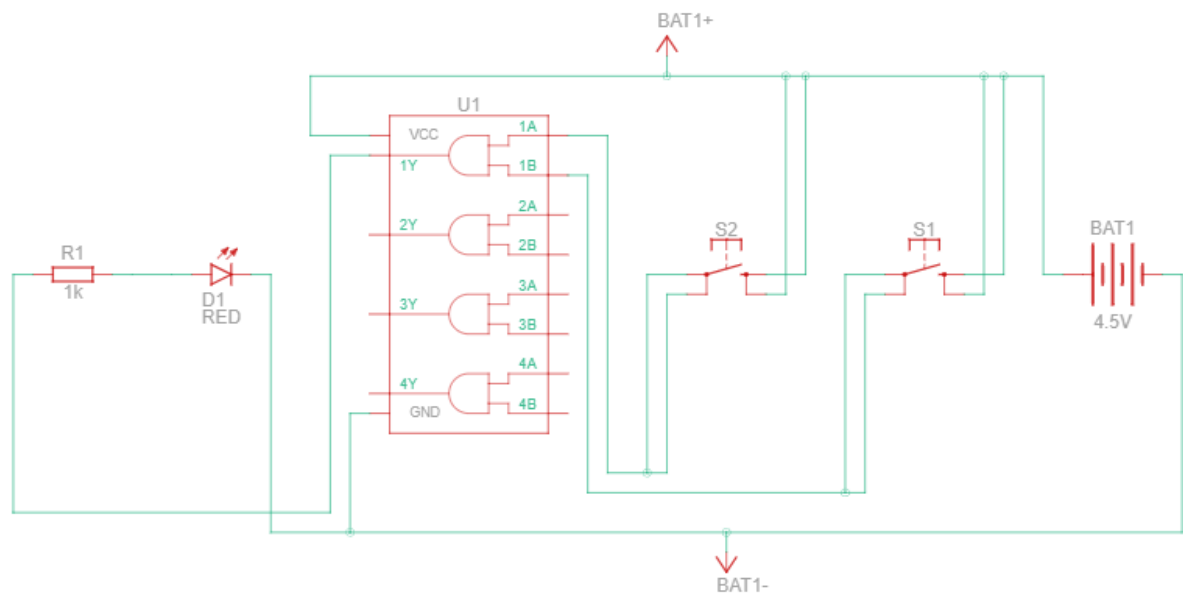 BAT1+
U1
VCC
1A
1Y
1B
2A
2Y
2B
S2
S1
BAT1
R1
1k
D1
RED
3A
3Y
3B
4.5V
4A
4Y
GND
4B
BAT1-